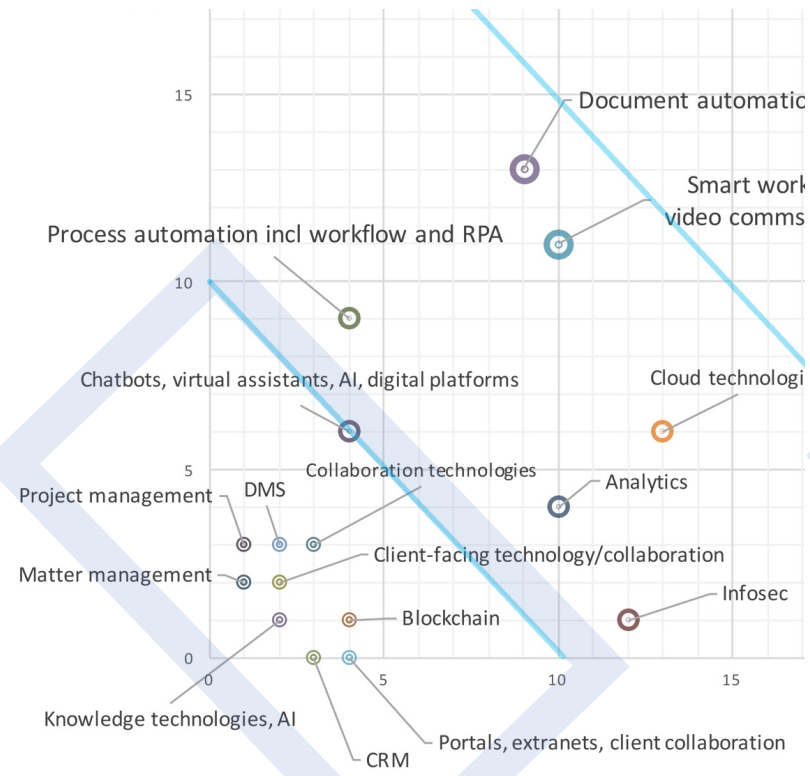 15
Document automatio
Smart work
video comms
Process automation incl workflow and RPA
10
Chatbots, virtual assistants, AI, digital platforms
Cloud technologi
5
Collaboration technologies
Project management
DMS
Analytics
Client-facing technology/collaboration
Matter management
Infosec
Blockchain
0
0 5 10 15
Knowledge technologies, AI
Portals, extranets, client collaboration
CRM